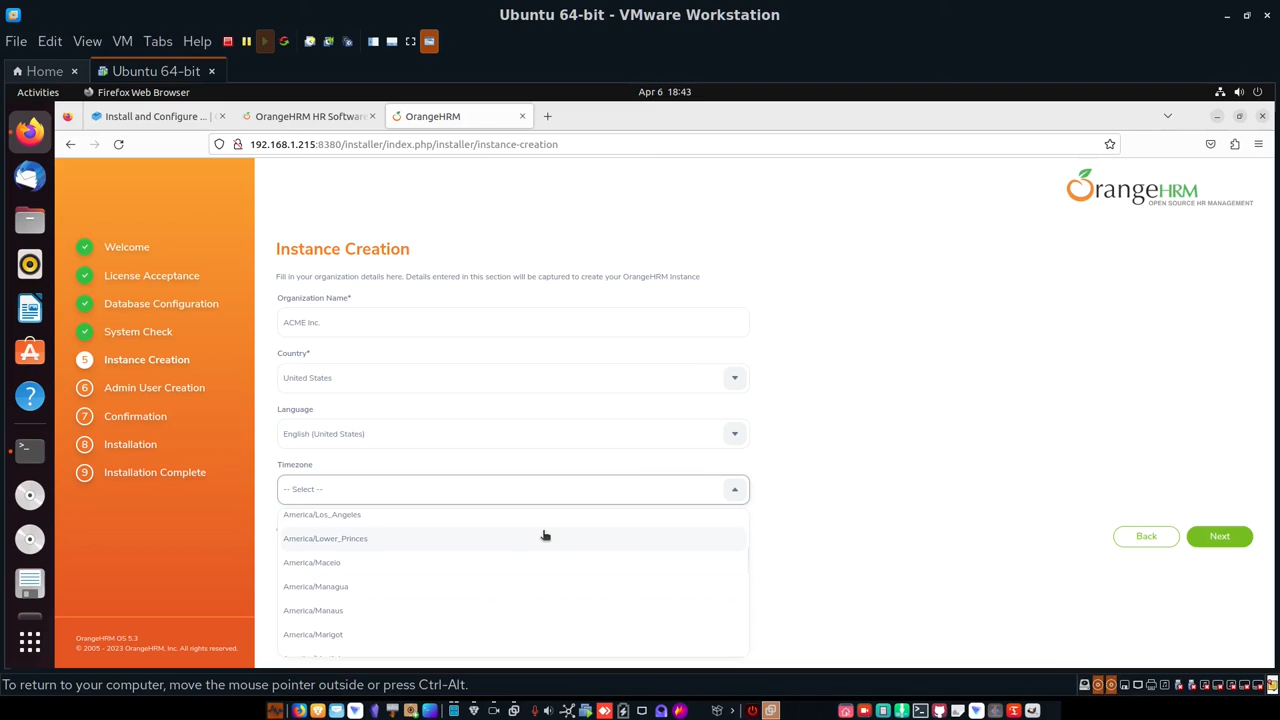 Ubuntu 64-bit - VMware Workstation
File Edit View VM Tabs Help
Home
Ubuntu 64-bit
Activities Firefox Web Browser Apr 6 18:43
Install and Configure ... |
OrangeHRM HR Software
OrangeHRM
192.168.1.215:8380/installer/index.php/installer/instance-creation
OrangeHRM
OPEN SOURCE HR MANAGEMENT
Welcome
License Acceptance
Database Configuration
System Check
5 Instance Creation
6 Admin User Creation
7 Confirmation
8 Installation
9 Installation Complete
OrangeHRM OS 5.3
© 2005 - 2023 OrangeHRM, Inc. All rights reserved.
Instance Creation
Fill in your organization details here. Details entered in this section will be captured to create your OrangeHRM Instance
Organization Name*
ACME Inc.
Country*
United States
Language
English (United States)
Timezone
-- Select --
America/Los_Angeles
America/Lower_Princes
America/Maceio
America/Managua
America/Manaus
America/Marigot
Back
Next
To return to your computer, move the mouse pointer outside or press Ctrl-Alt.